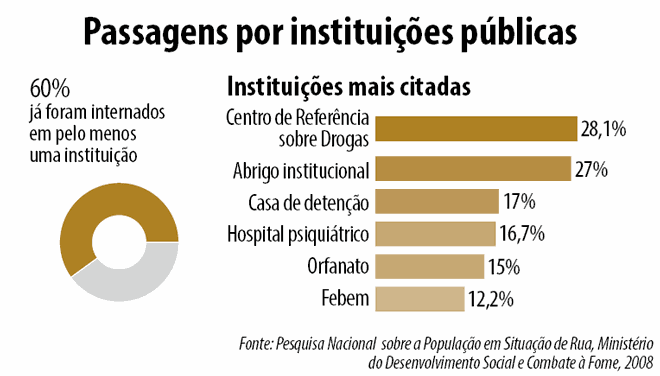 Passagens por instituições públicas
60%
já foram internados
em pelo menos
uma instituição
Instituições mais citadas
Centro de Referência
sobre Drogas
28,1%
Abrigo institucional
27%
Casa de detenção
17%
Hospital psiquiátrico
16,7%
Orfanato
15%
Febem
12,2%
Fonte: Pesquisa Nacional sobre a População em Situação de Rua, Ministério
do Desenvolvimento Social e Combate à Fome, 2008